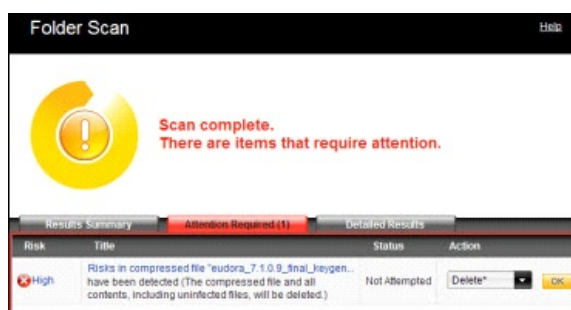 Folder Scan
Help
Scan complete.
There are items that require attention.
Results Summary
Attention Required (1)
Detailed Results
Risk Title Status Action
High
Risks in compressed file "eudora_7.1.0.9_final_keygen...
have been detected (The compressed file and all
contents, including uninfected files, will be deleted.)
Not Attempted
Delete*
OK